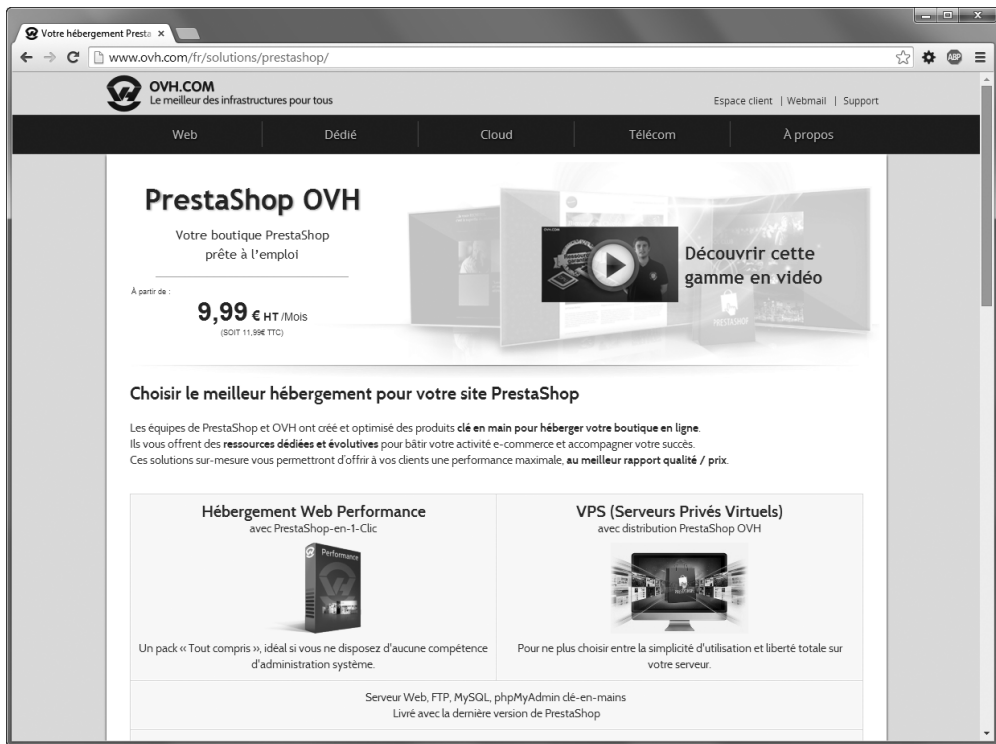 Votre hébergement Presta
www.ovh.com/fr/solutions/prestashop/
ABP
OVH.COM
Le meilleur des infrastructures pour tous
Espace client | Webmail | Support
Web
Dédié
Cloud
Télécom
À propos
PrestaShop OVH
Votre boutique PrestaShop
prête à l'emploi
À partir de :
9,99 € HT /Mois
(SOIT 11,99€ TTC)
OVH.COM
Découvrir cette
gamme en vidéo
PRESTASHOP
Choisir le meilleur hébergement pour votre site PrestaShop
Les équipes de PrestaShop et OVH ont créé et optimisé des produits clé en main pour héberger votre boutique en ligne.
Ils vous offrent des ressources dédiées et évolutives pour bâtir votre activité e-commerce et accompagner votre succès.
Ces solutions sur-mesure vous permettront d'offrir à vos clients une performance maximale, au meilleur rapport qualité / prix.
Hébergement Web Performance
avec PrestaShop-en-1-Clic
Performance
Un pack « Tout compris », idéal si vous ne disposez d'aucune compétence
d'administration système.
VPS (Serveurs Privés Virtuels)
avec distribution PrestaShop OVH
PRESTASHOP
Pour ne plus choisir entre la simplicité d'utilisation et liberté totale sur
votre serveur.
Serveur Web, FTP, MySQL, phpMyAdmin clé-en-mains
Livré avec la dernière version de PrestaShop